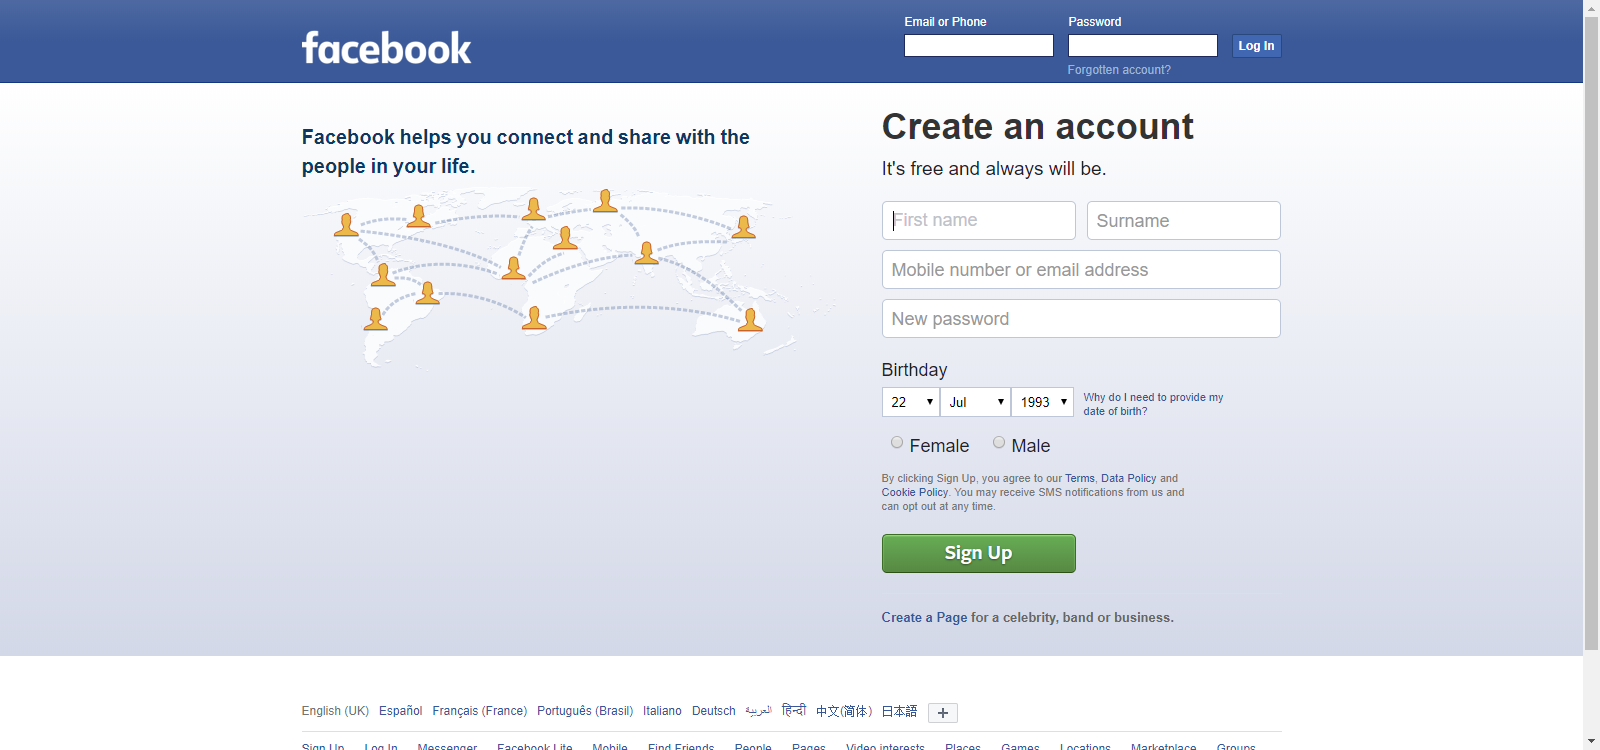 facebook
Email or Phone
Password
Log In
Forgotten account?
Facebook helps you connect and share with the
people in your life.
Create an account
It's free and always will be.
First name
Surname
Mobile number or email address
New password
Birthday
22 Jul 1993
Why do I need to provide my
date of birth?
Female Male
By clicking Sign Up, you agree to our Terms, Data Policy and
Cookie Policy. You may receive SMS notifications from us and
can opt out at any time.
Sign Up
Create a Page for a celebrity, band or business.
English (UK) Español Français (France) Português (Brasil) Italiano Deutsch العربية हिन्दी 中文(简体) 日本語 +
Sign Up Log In Messenger Facebook Lite Mobile Find Friends People Pages Video interests Places Games Locations Marketplace Groups